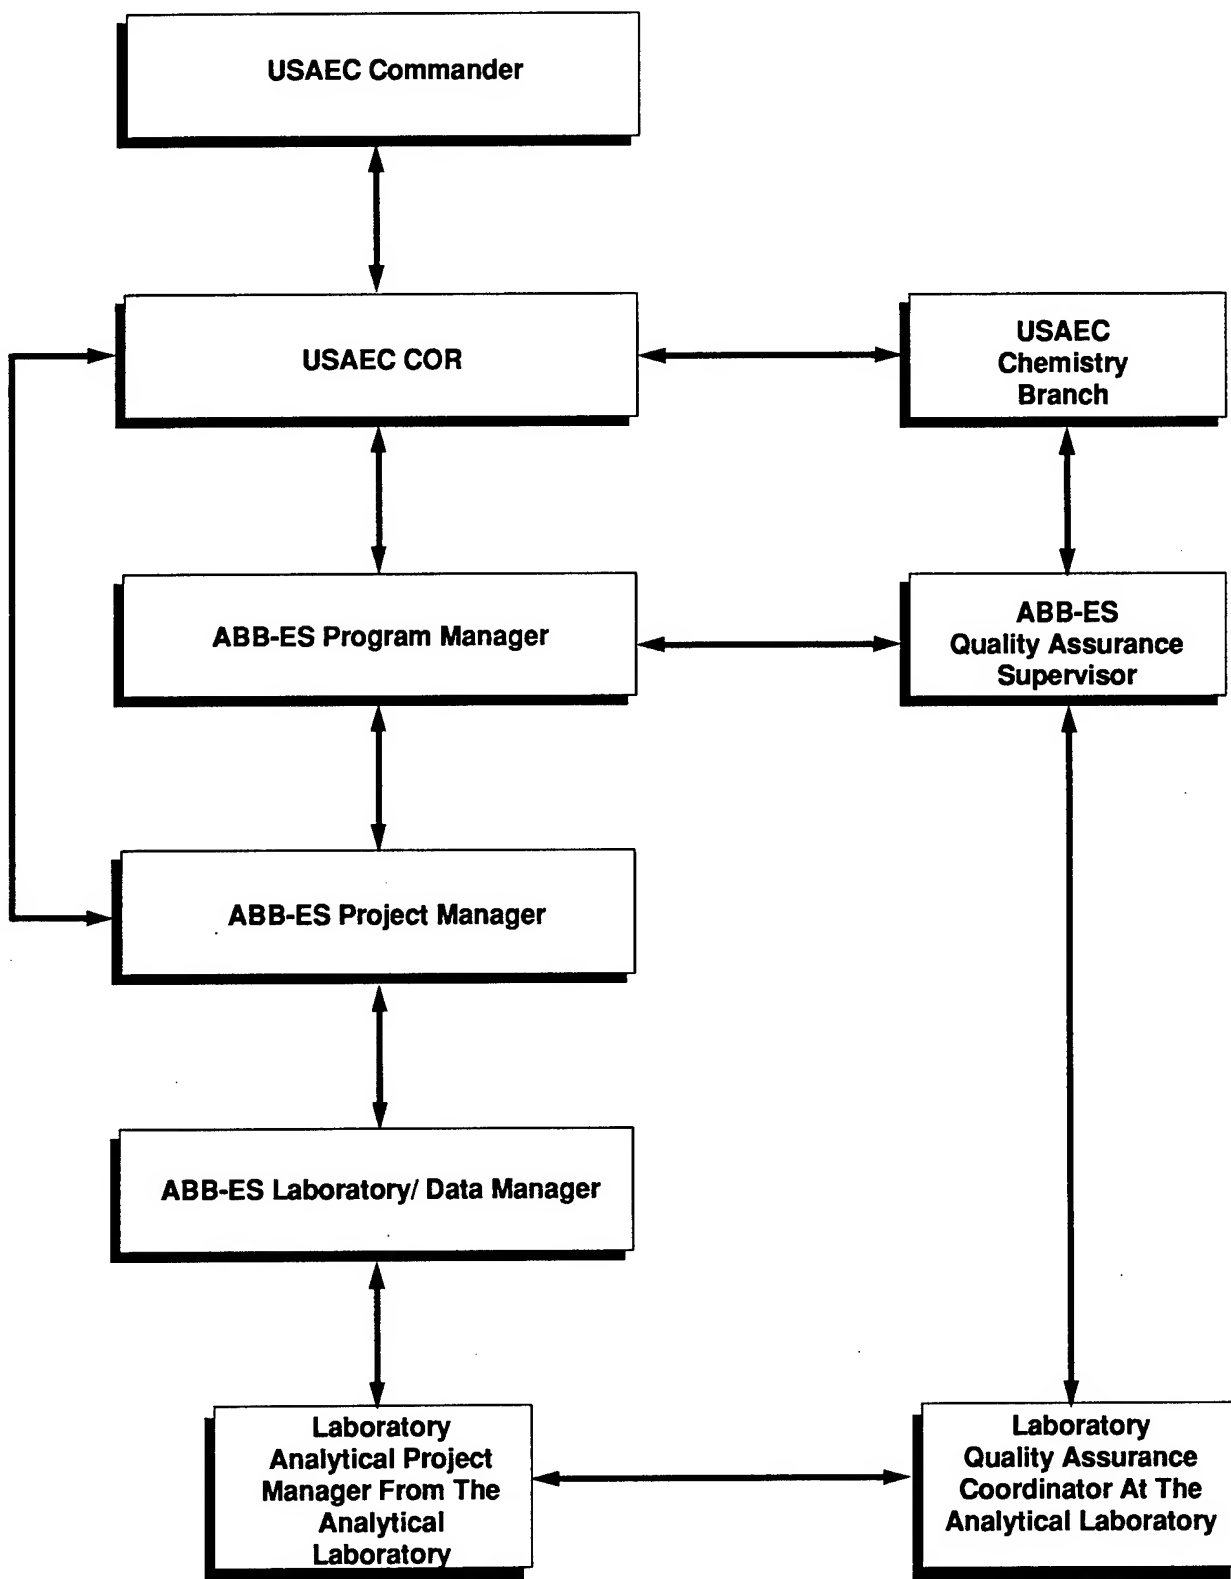 USAEC Commander
USAEC COR
USAEC
Chemistry
Branch
ABB-ES Program Manager
ABB-ES
Quality Assurance
Supervisor
ABB-ES Project Manager
ABB-ES Laboratory/ Data Manager
Laboratory
Analytical Project
Manager From The
Analytical
Laboratory
Laboratory
Quality Assurance
Coordinator At The
Analytical Laboratory